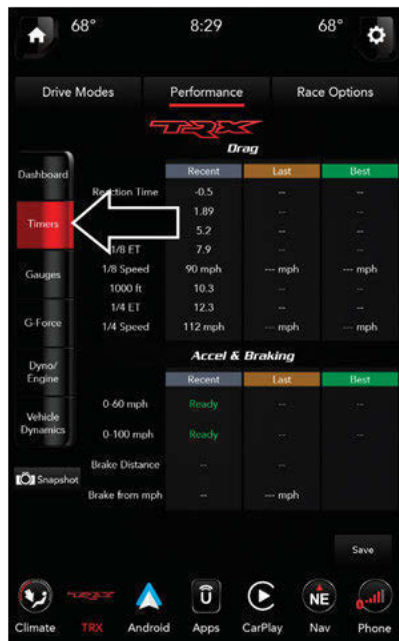 68° 8:29 68°
Drive Modes Performance Race Options
TRX
Drag
Dashboard
Timers
Gauges
G-Force
Dyno/
Engine
Vehicle
Dynamics
Snapshot
Recent Last Best
Reaction Time -0.5 -- --
1.89 -- --
5.2 -- --
1/8 ET 7.9 -- --
1/8 Speed 90 mph --- mph --- mph
1000 ft 10.3 -- --
1/4 ET 12.3 -- --
1/4 Speed 112 mph --- mph --- mph
Accel & Braking
Recent Last Best
0-60 mph Ready -- --
0-100 mph Ready -- --
Brake Distance -- --
Brake from mph -- --- mph
Save
NE
Climate TRX Android Apps CarPlay Nav Phone